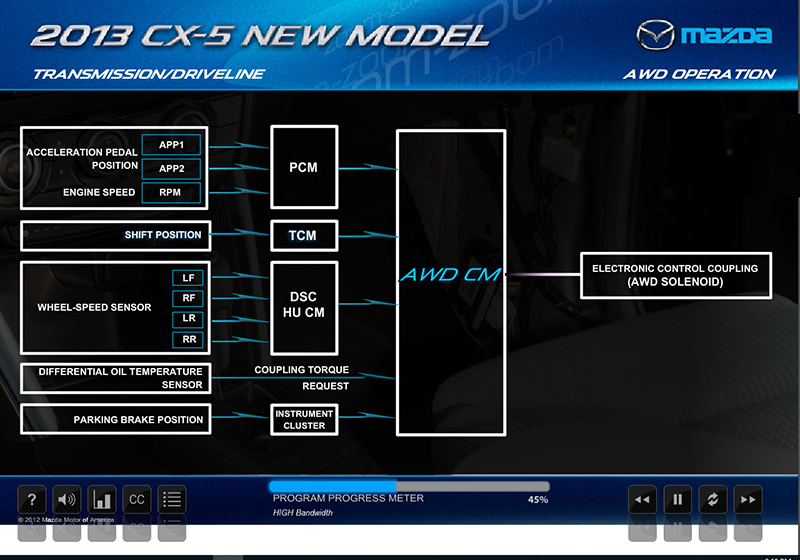 2013 CX-5 NEW MODEL
mazda
TRANSMISSION/DRIVELINE
AWD OPERATION
ACCELERATION PEDAL
POSITION
APP1
APP2
ENGINE SPEED
RPM
PCM
SHIFT POSITION
TCM
WHEEL-SPEED SENSOR
LF
RF
LR
RR
DSC
HU CM
AWD CM
ELECTRONIC CONTROL COUPLING
(AWD SOLENOID)
DIFFERENTIAL OIL TEMPERATURE
SENSOR
COUPLING TORQUE
REQUEST
PARKING BRAKE POSITION
INSTRUMENT
CLUSTER
?
CC
PROGRAM PROGRESS METER
45%
HIGH Bandwidth
© 2012 Mazda Motor of America